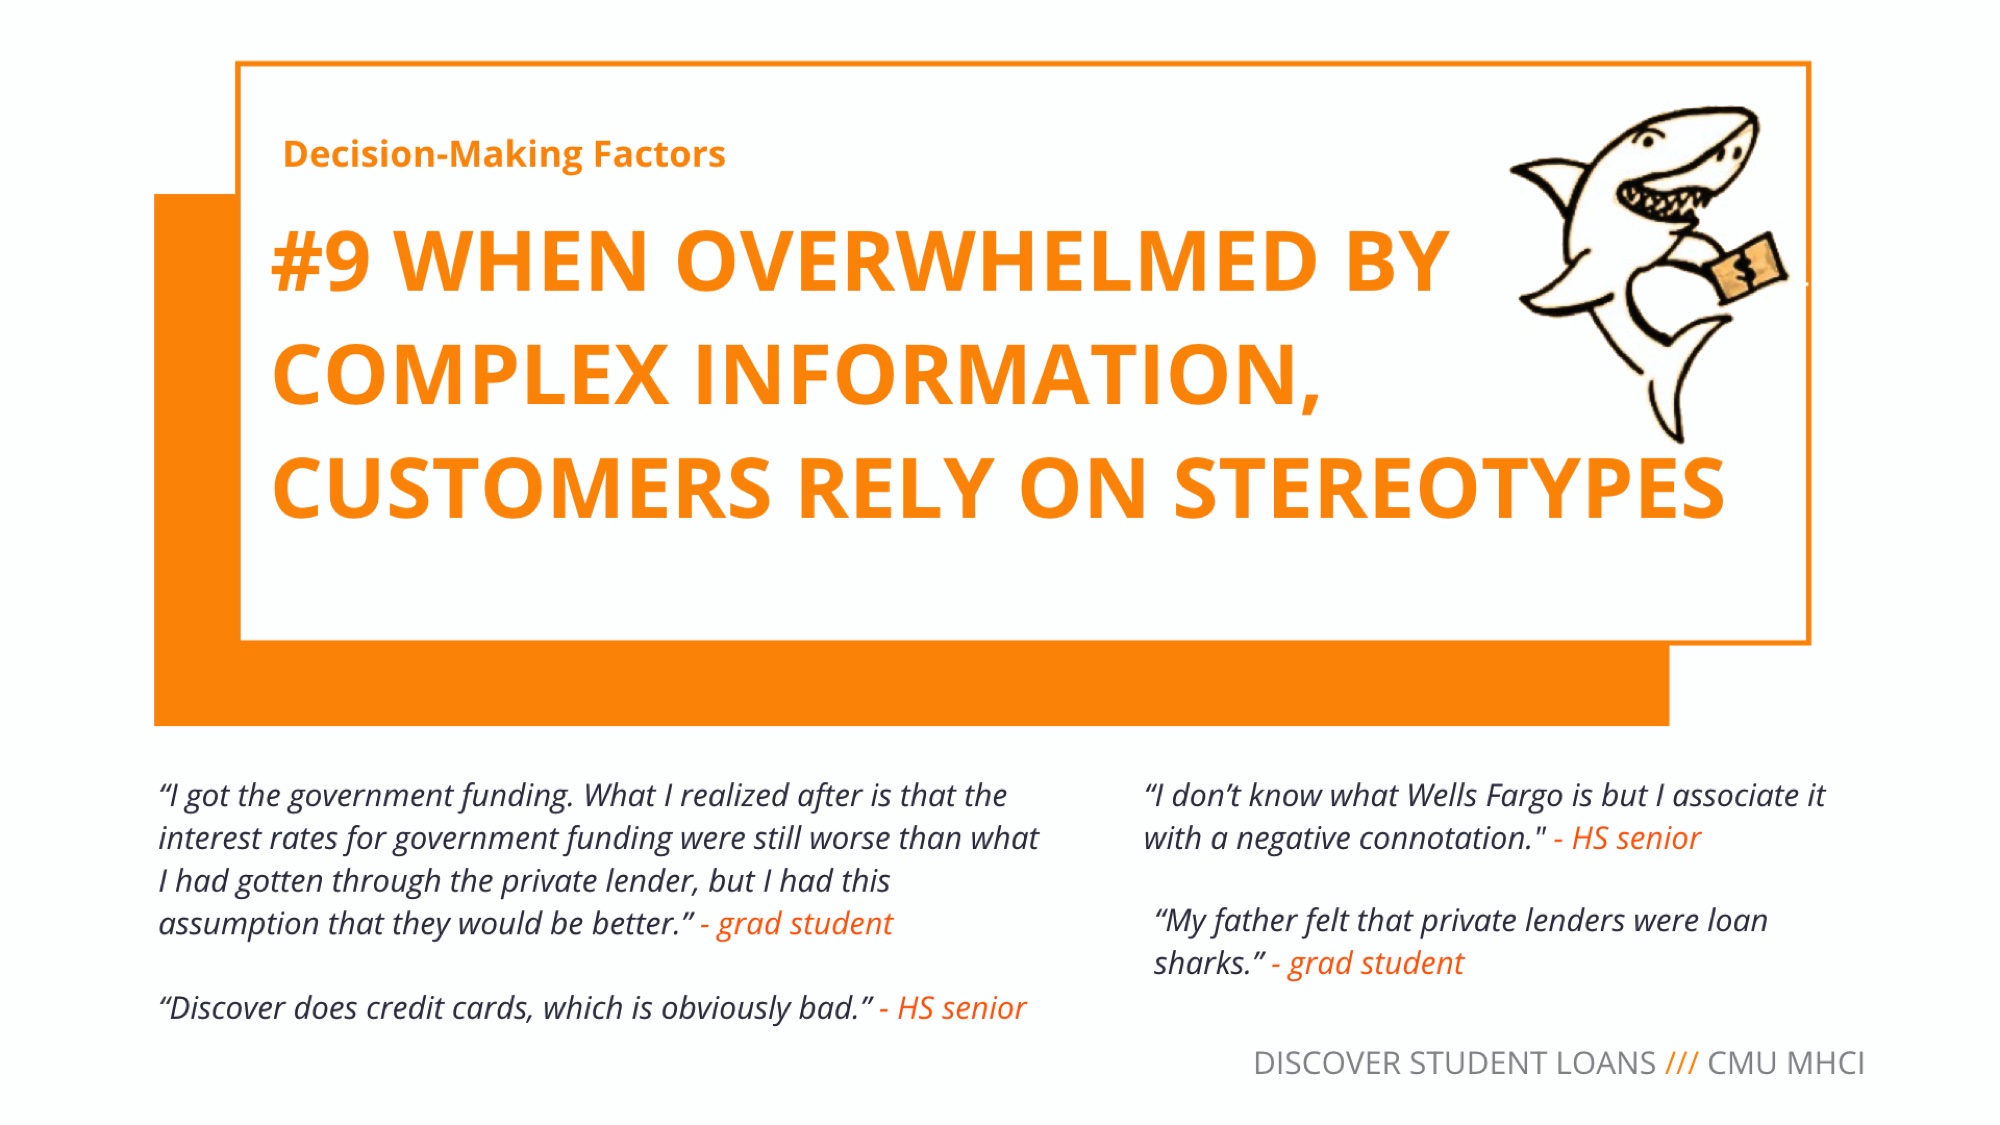 Decision-Making Factors
#9 WHEN OVERWHELMED BY
COMPLEX INFORMATION,
CUSTOMERS RELY ON STEREOTYPES
“I got the government funding. What I realized after is that the
interest rates for government funding were still worse than what
I had gotten through the private lender, but I had this
assumption that they would be better.” - grad student
“Discover does credit cards, which is obviously bad.” - HS senior
“I don’t know what Wells Fargo is but I associate it
with a negative connotation." - HS senior
“My father felt that private lenders were loan
sharks.” - grad student
DISCOVER STUDENT LOANS /// CMU MHCI